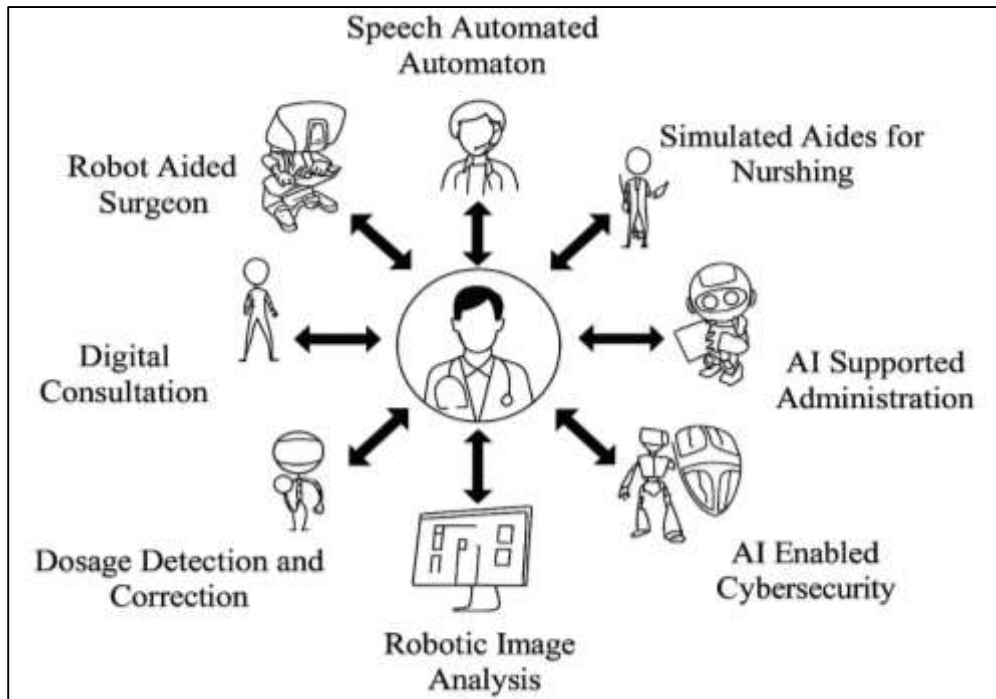 Speech Automated
Automaton
Robot Aided
Surgeon
Simulated Aides for
Nurshing
Digital
Consultation
AI Supported
Administration
Dosage Detection and
Correction
AI Enabled
Cybersecurity
Robotic Image
Analysis